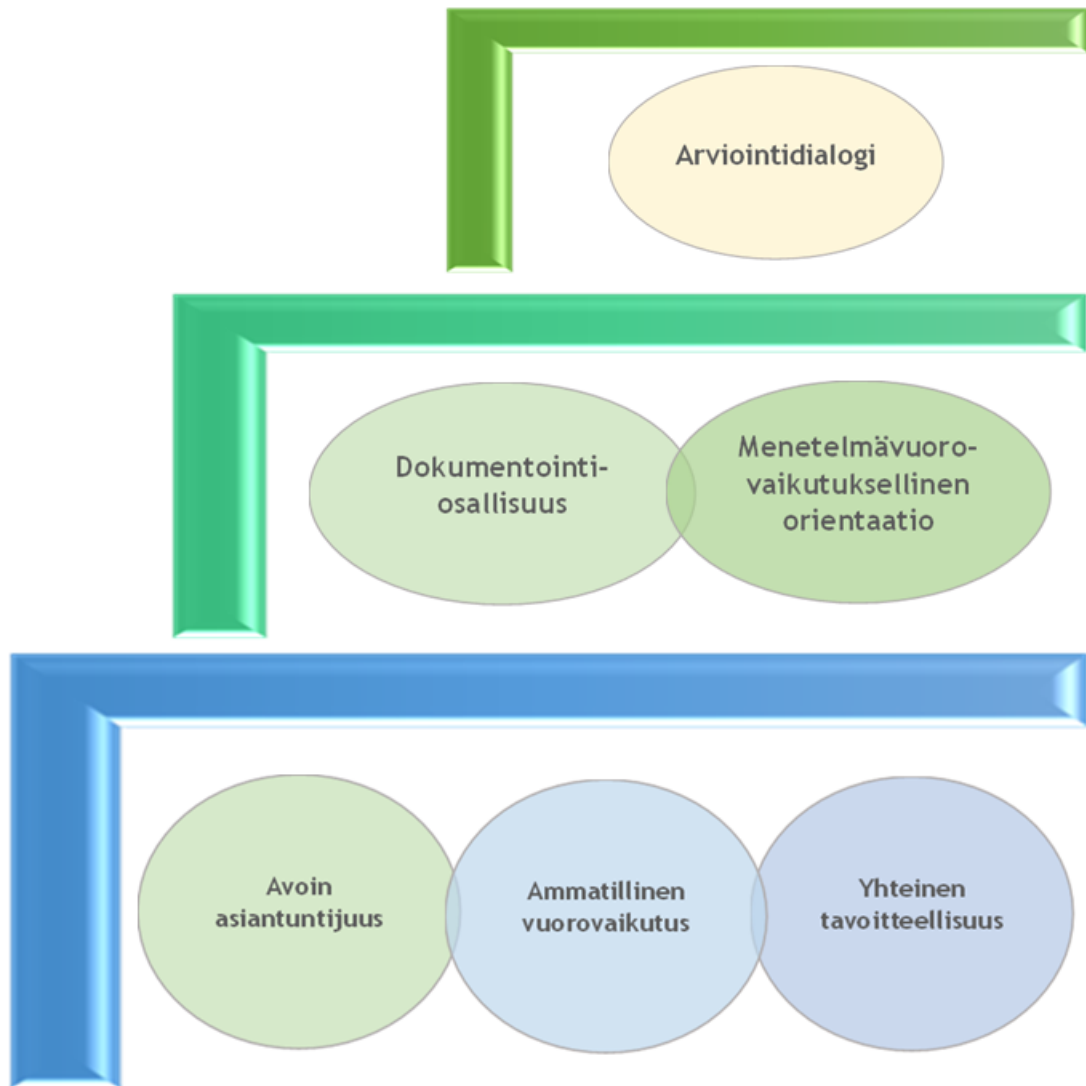 Arviointidialogi
Dokumentointi-
osallisuus
Menetelmävuoro-
vaikutuksellinen
orientaatio
Avoin
asiantuntijuus
Ammatillinen
vuorovaikutus
Yhteinen
tavoitteellisuus